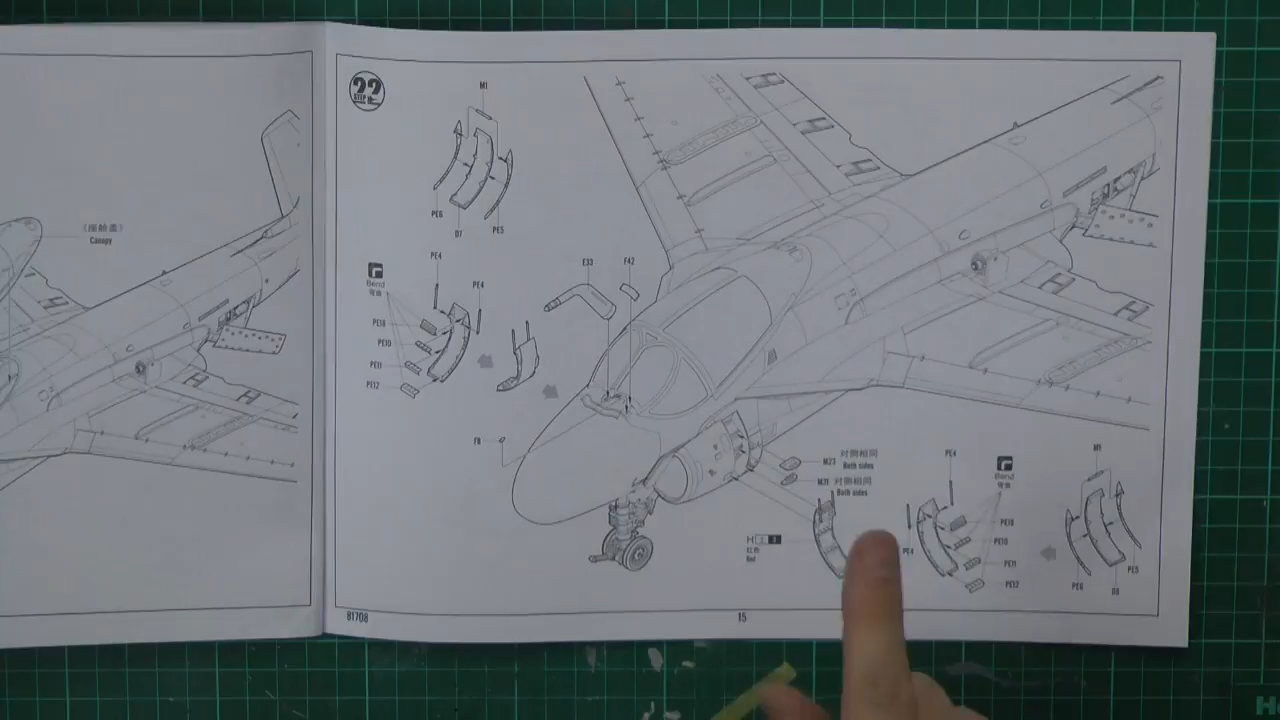 (座舱盖)
Canopy
22
STEP
M1
PE6
D7
PE5
PE4
PE4
Bend
弯曲
PE18
PE10
PE11
PE12
E33
F42
F8
M23 对侧相同
Both sides
M31 对侧相同
Both sides
H 1 3
红色
Red
PE4
PE4
Bend
弯曲
PE18
PE10
PE11
PE12
M1
PE6
D8
PE5
81708
15